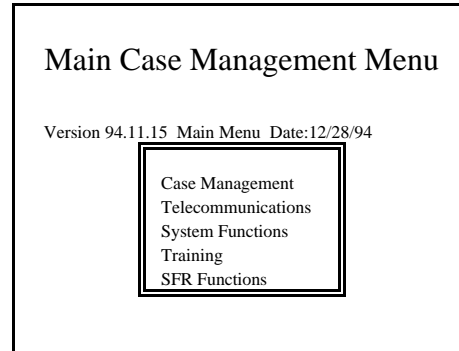 Main Case Management Menu
Version 94.11.15 Main Menu Date:12/28/94
Case Management
Telecommunications
System Functions
Training
SFR Functions